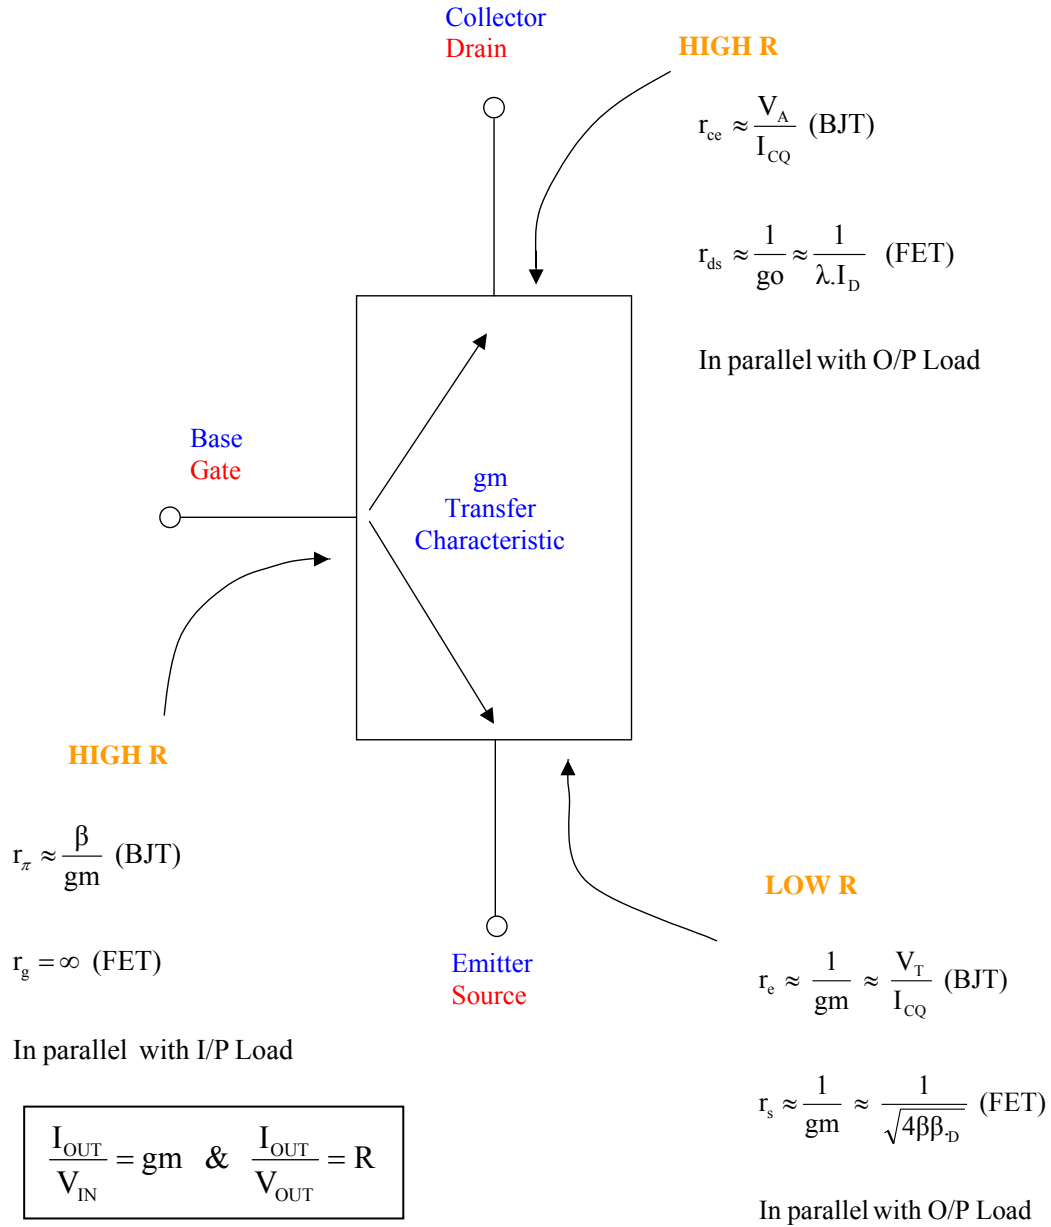 Collector
Drain
HIGH R
r_ce ≈ V_A / I_CQ (BJT)
r_ds ≈ 1 / go ≈ 1 / λ.I_D (FET)
In parallel with O/P Load
Base
Gate
gm
Transfer
Characteristic
HIGH R
r_π ≈ β / gm (BJT)
r_g = ∞ (FET)
In parallel with I/P Load
I_OUT / V_IN = gm & I_OUT / V_OUT = R
Emitter
Source
LOW R
r_e ≈ 1 / gm ≈ V_T / I_CQ (BJT)
r_s ≈ 1 / gm ≈ 1 / √4ββ._D (FET)
In parallel with O/P Load